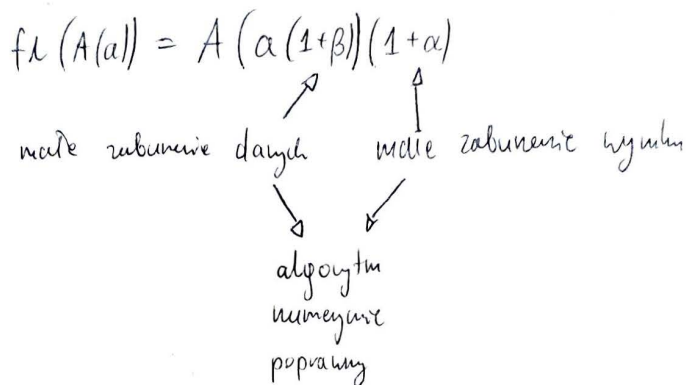 fl (A(a)) = A (a (1+β)) (1+α)
małe zaburzenie danych małe zaburzenie wyniku
algorytm
numerycznie
poprawny